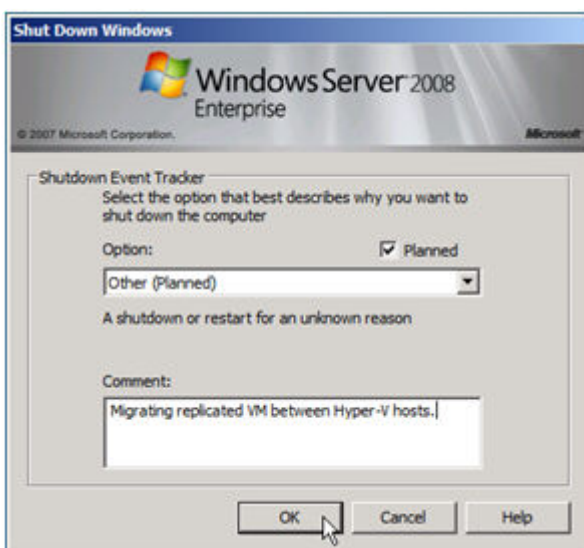 Shut Down Windows
Windows Server 2008
Enterprise
© 2007 Microsoft Corporation.
Microsoft
Shutdown Event Tracker
Select the option that best describes why you want to
shut down the computer
Option:
Planned
Other (Planned)
A shutdown or restart for an unknown reason
Comment:
Migrating replicated VM between Hyper-V hosts.
OK
Cancel
Help